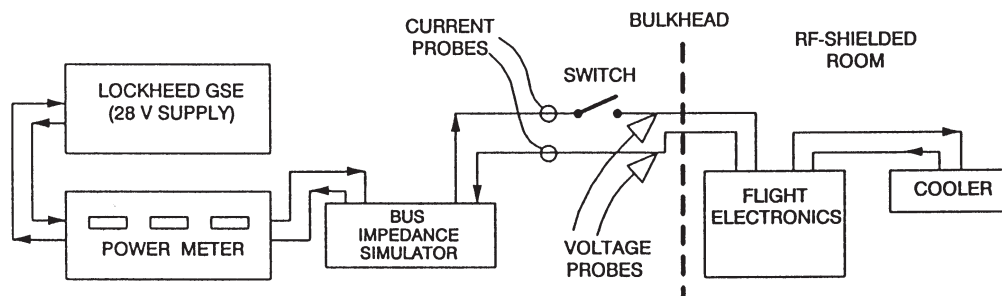 LOCKHEED GSE
(28 V SUPPLY)
POWER METER
BUS
IMPEDANCE
SIMULATOR
CURRENT
PROBES
SWITCH
VOLTAGE
PROBES
BULKHEAD
RF-SHIELDED
ROOM
FLIGHT
ELECTRONICS
COOLER